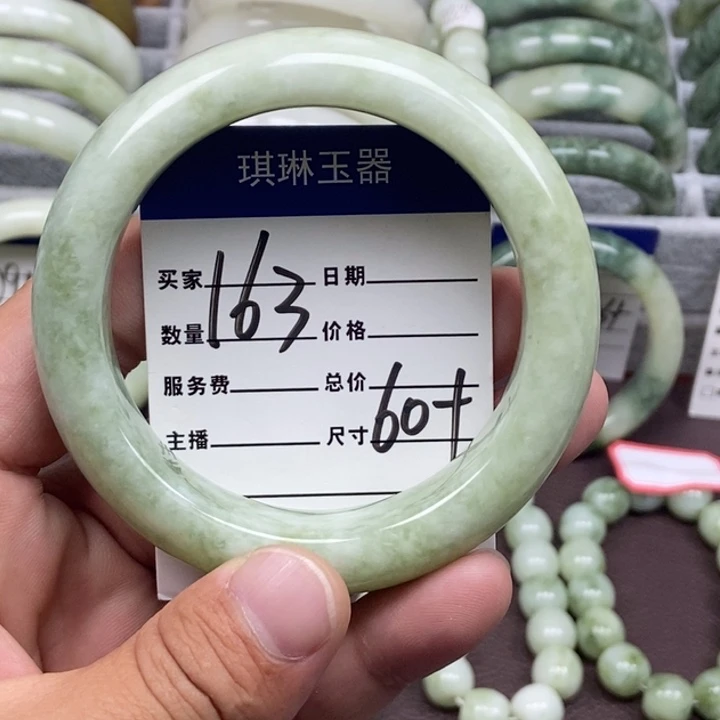 琪琳玉器
买家 163 日期
数量 价格
服务费 总价
主播 尺寸 60+